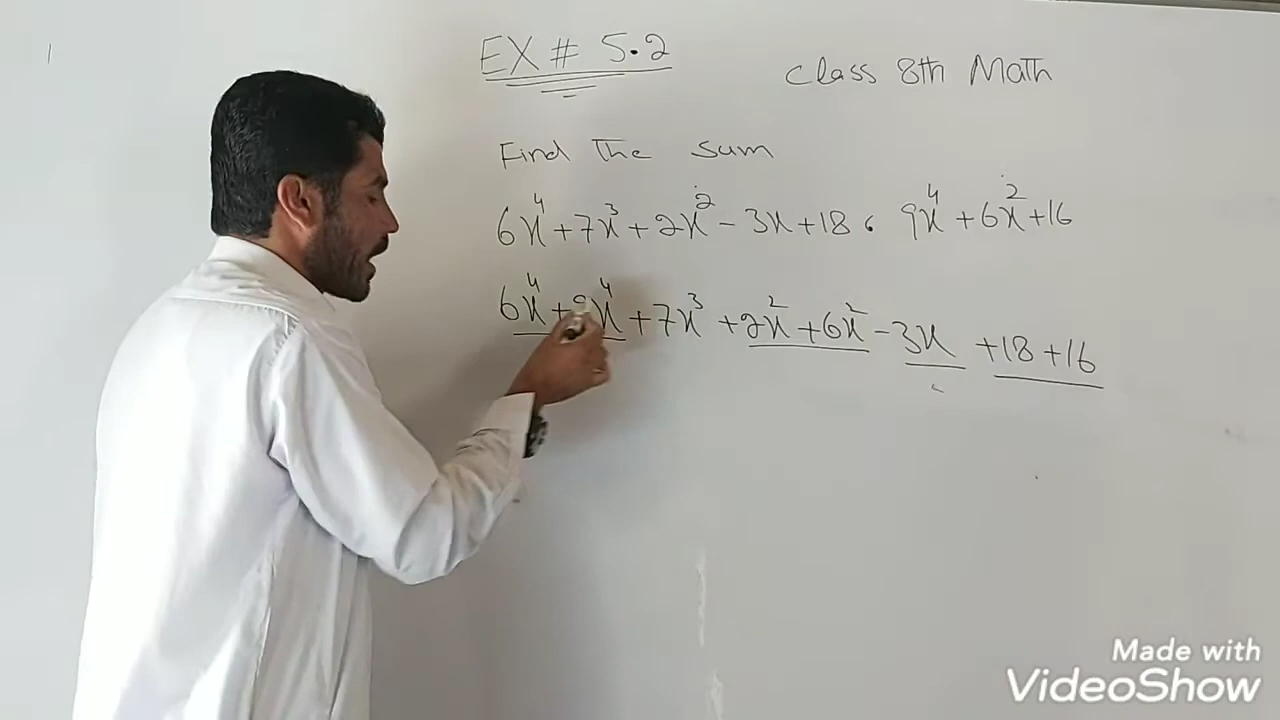 EX # 5.2
Class 8th Math
Find The Sum
6x⁴+7x³+2x²-3x+18 , 9x⁴+6x²+16
6x⁴+9x⁴+7x³+2x²+6x²-3x+18+16
Made with
VideoShow